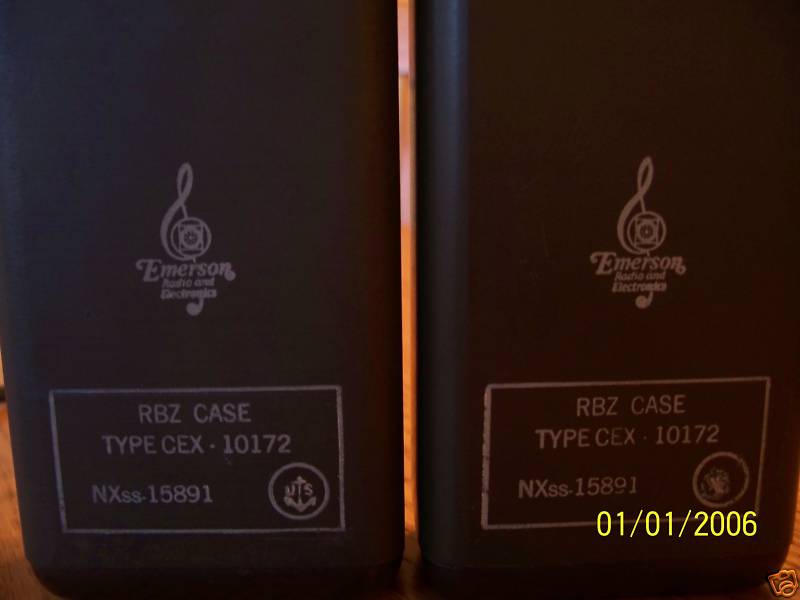 Emerson
Radio and
Electronics
RBZ CASE
TYPE CEX - 10172
NXss-15891
Emerson
Radio and
Electronics
RBZ CASE
TYPE CEX - 10172
NXss-15891
01/01/2006